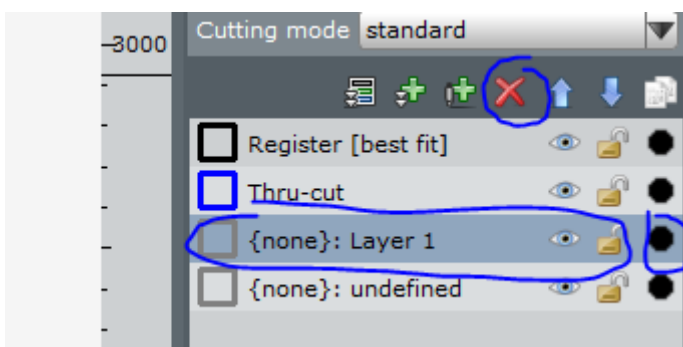 Cutting mode standard
3000
Register [best fit]
Thru-cut
{none}: Layer 1
{none}: undefined